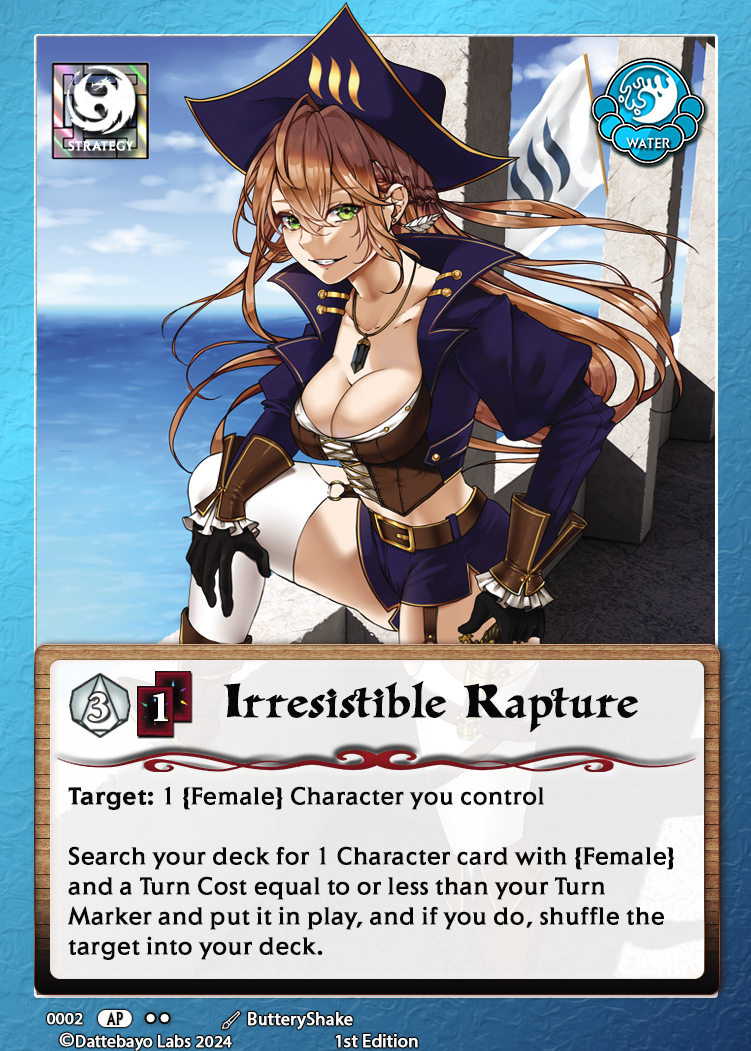 STRATEGY
WATER
3 1 Irresistible Rapture
Target: 1 {Female} Character you control
Search your deck for 1 Character card with {Female}
and a Turn Cost equal to or less than your Turn
Marker and put it in play, and if you do, shuffle the
target into your deck.
0002 AP ButteryShake
©Dattebayo Labs 2024 1st Edition